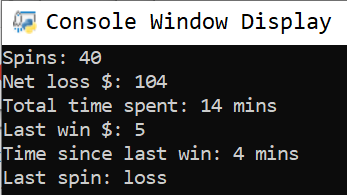 Console Window Display
Spins: 40
Net loss $: 104
Total time spent: 14 mins
Last win $: 5
Time since last win: 4 mins
Last spin: loss